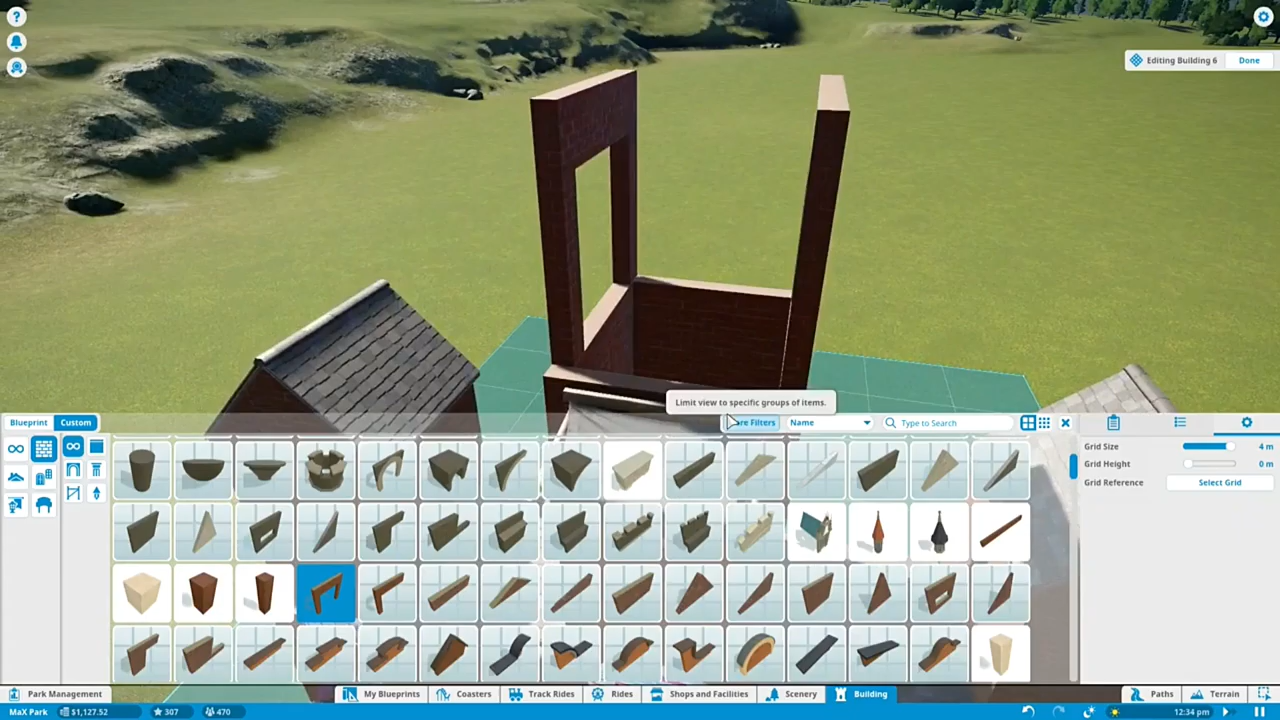 Editing Building 6
Done
Limit view to specific groups of items.
Blueprint
Custom
Filters
Name
Type to Search
Grid Size
4 m
Grid Height
0 m
Grid Reference
Select Grid
Park Management
My Blueprints
Coasters
Track Rides
Rides
Shops and Facilities
Scenery
Building
Paths
Terrain
MaX Park
$1,127.52
307
470
12:34 pm